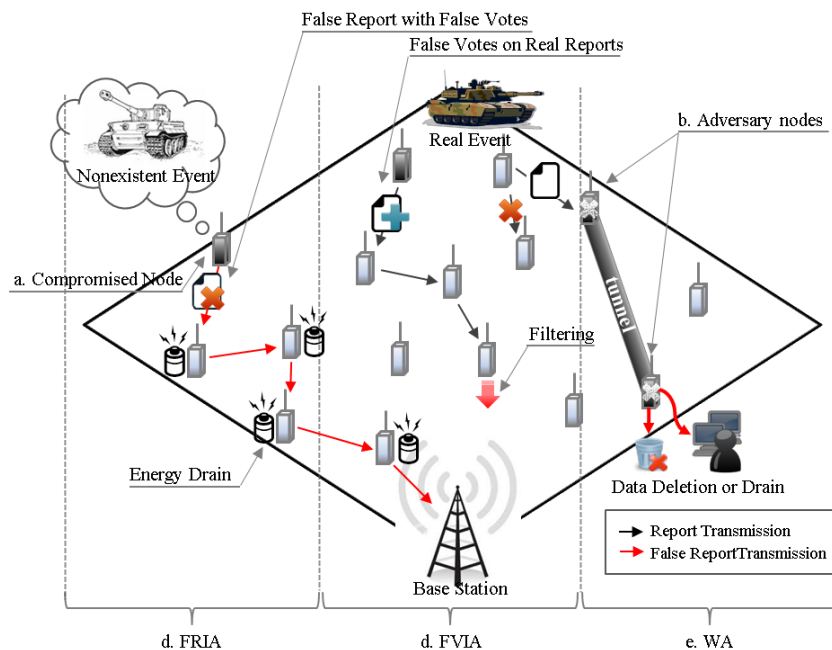 False Report with False Votes
False Votes on Real Reports
Nonexistent Event
Real Event
b. Adversary nodes
a. Compromised Node
tunnel
Filtering
Energy Drain
Data Deletion or Drain
Report Transmission
False ReportTransmission
Base Station
d. FRIA
d. FVIA
e. WA